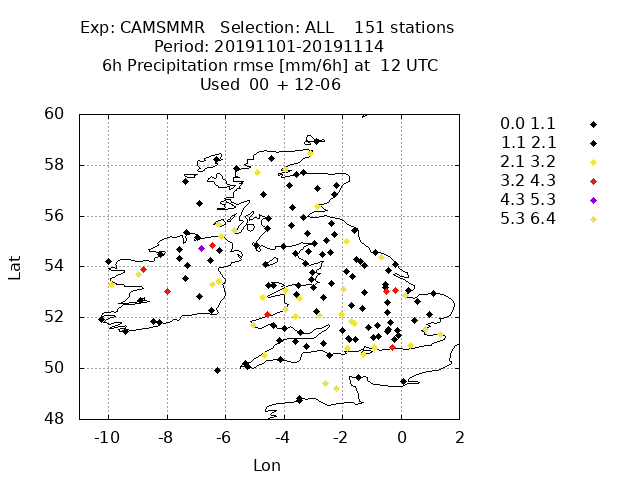 Exp: CAMSMMR Selection: ALL 151 stations
Period: 20191101-20191114
6h Precipitation rmse [mm/6h] at 12 UTC
Used 00 + 12-06
60
58
56
54
52
50
48
Lat
-10 -8 -6 -4 -2 0 2
Lon
0.0 1.1
1.1 2.1
2.1 3.2
3.2 4.3
4.3 5.3
5.3 6.4